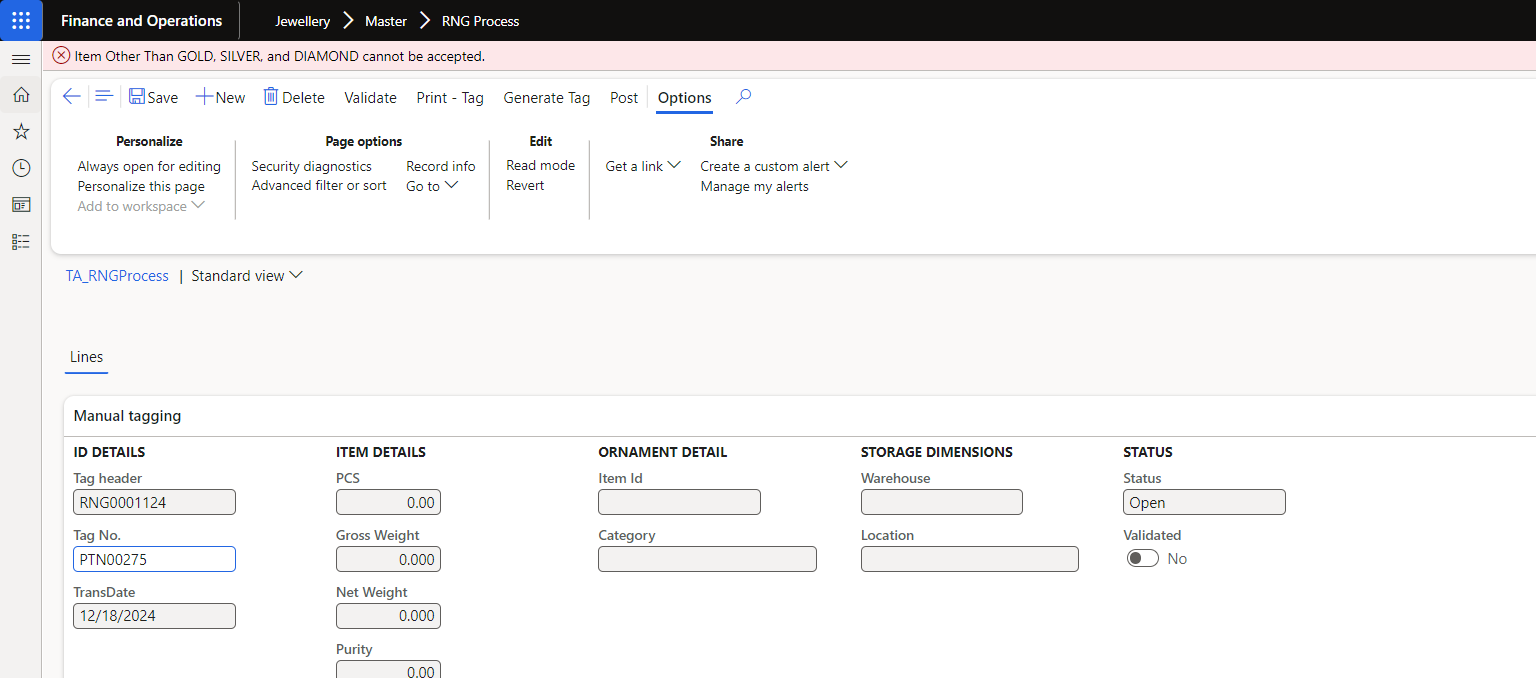 Finance and Operations
Jewellery > Master > RNG Process
Item Other Than GOLD, SILVER, and DIAMOND cannot be accepted.
Save New Delete Validate Print - Tag Generate Tag Post Options
Personalize
Always open for editing
Personalize this page
Add to workspace
Page options
Security diagnostics
Advanced filter or sort
Record info
Go to
Edit
Read mode
Revert
Share
Get a link
Create a custom alert
Manage my alerts
TA_RNGProcess | Standard view
Lines
Manual tagging
ID DETAILS
Tag header
RNG0001124
Tag No.
PTN00275
TransDate
12/18/2024
ITEM DETAILS
PCS
0.00
Gross Weight
0.000
Net Weight
0.000
Purity
0.00
ORNAMENT DETAIL
Item Id
Category
STORAGE DIMENSIONS
Warehouse
Location
STATUS
Status
Open
Validated
No